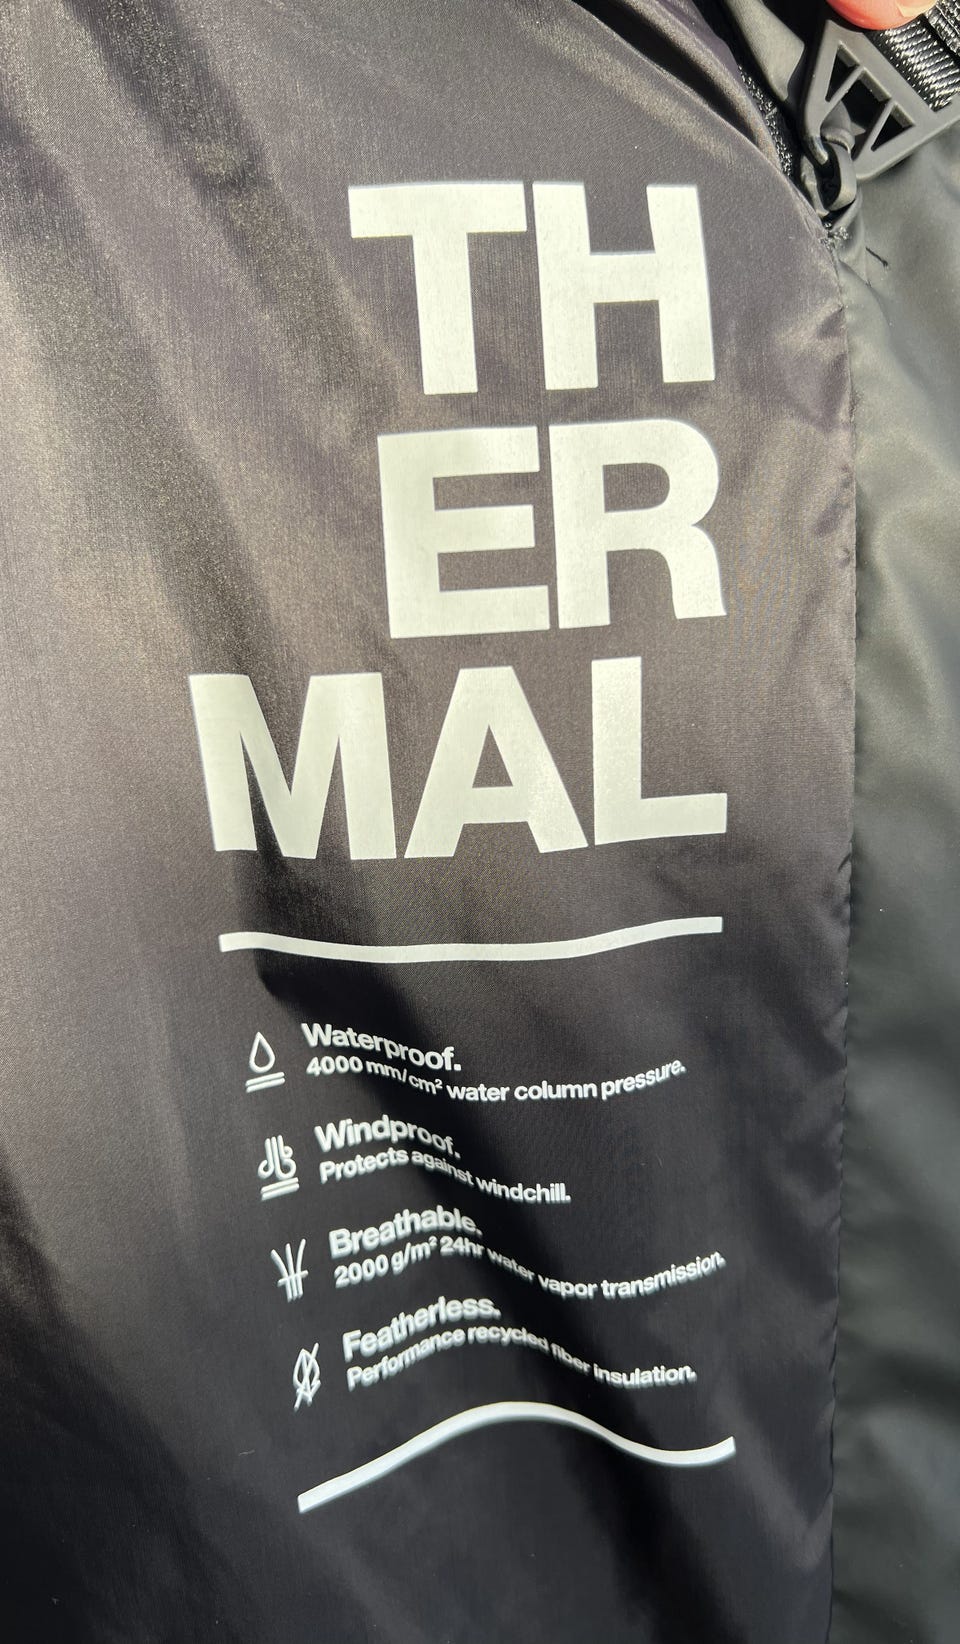 TH
ER
MAL
Waterproof.
4000 mm/cm² water column pressure.
Windproof.
Protects against windchill.
Breathable.
2000 g/m² 24hr water vapor transmission.
Featherless.
Performance recycled fiber insulation.